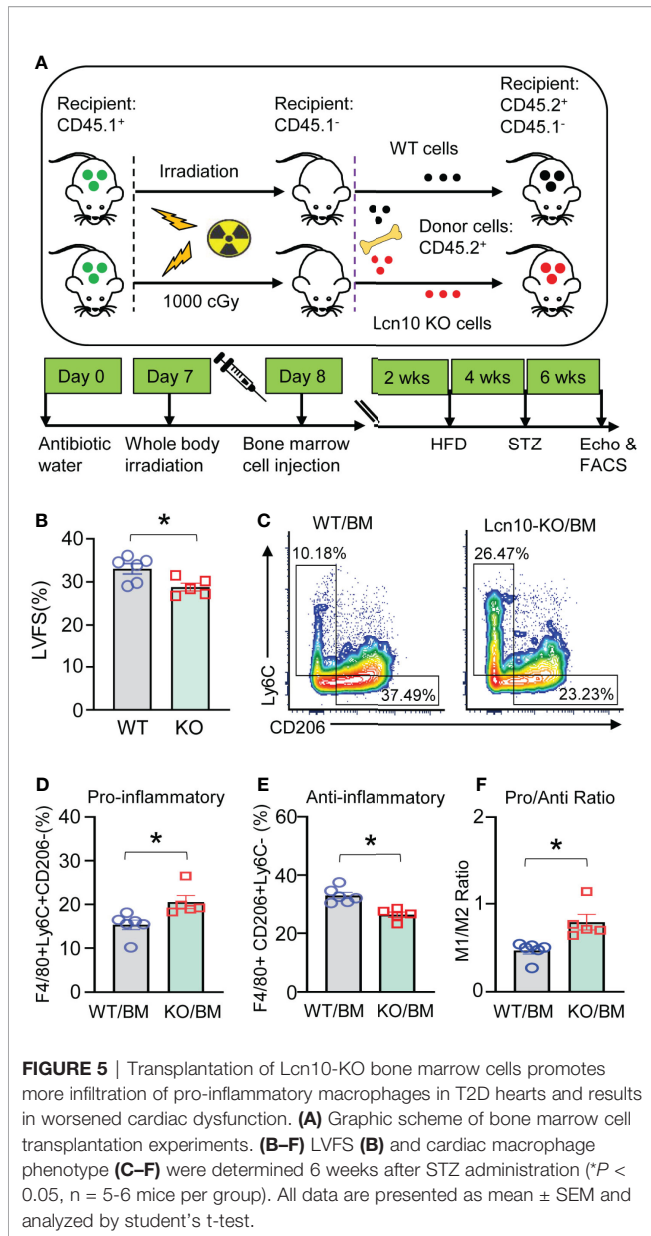 A
Recipient:
CD45.1+
Recipient:
CD45.1-
Recipient:
CD45.2+
CD45.1-
Irradiation
WT cells
Donor cells:
CD45.2+
1000 cGy
Lcn10 KO cells
Day 0
Day 7
Day 8
2 wks
4 wks
6 wks
Antibiotic
water
Whole body
irradiation
Bone marrow
cell injection
HFD
STZ
Echo &
FACS
B
*
LVFS(%)
40
30
20
10
0
WT
KO
C
WT/BM
Lcn10-KO/BM
10.18%
26.47%
37.49%
23.23%
Ly6C
CD206
D
Pro-inflammatory
*
F4/80+Ly6C+CD206-(%)
40
30
20
10
0
WT/BM
KO/BM
E
Anti-inflammatory
*
F4/80+ CD206+Ly6C- (%)
60
30
0
WT/BM
KO/BM
F
Pro/Anti Ratio
*
M1/M2 Ratio
2
1
0
WT/BM
KO/BM
FIGURE 5 | Transplantation of Lcn10-KO bone marrow cells promotes
more infiltration of pro-inflammatory macrophages in T2D hearts and results
in worsened cardiac dysfunction. (A) Graphic scheme of bone marrow cell
transplantation experiments. (B–F) LVFS (B) and cardiac macrophage
phenotype (C–F) were determined 6 weeks after STZ administration (*P <
0.05, n = 5-6 mice per group). All data are presented as mean ± SEM and
analyzed by student's t-test.